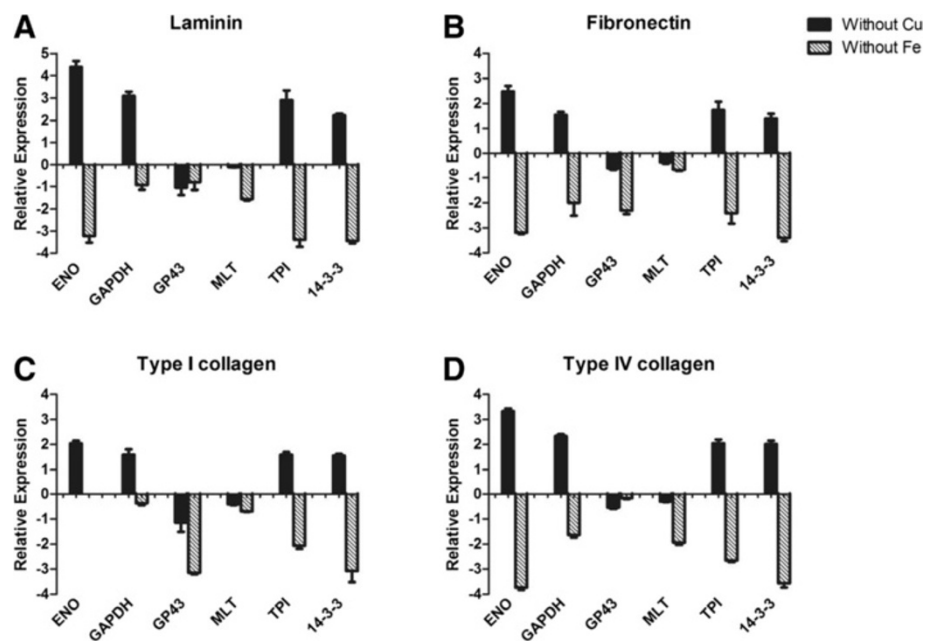 A
Laminin
Relative Expression
5
4
3
2
1
0
-1
-2
-3
-4
ENO
GAPDH
GP43
MLT
TPI
14-3-3
B
Fibronectin
Relative Expression
4
3
2
1
0
-1
-2
-3
-4
ENO
GAPDH
GP43
MLT
TPI
14-3-3
Without Cu
Without Fe
C
Type I collagen
Relative Expression
4
3
2
1
0
-1
-2
-3
-4
ENO
GAPDH
GP43
MLT
TPI
14-3-3
D
Type IV collagen
Relative Expression
4
3
2
1
0
-1
-2
-3
-4
ENO
GAPDH
GP43
MLT
TPI
14-3-3